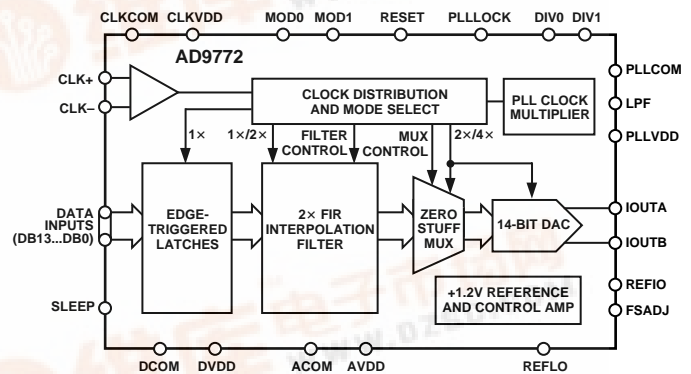 CLKCOM CLKVDD MOD0 MOD1 RESET PLLLOCK DIV0 DIV1
AD9772
CLK+
CLK–
CLOCK DISTRIBUTION
AND MODE SELECT
PLL CLOCK
MULTIPLIER
PLLCOM
LPF
PLLVDD
1× 1×/2× FILTER
CONTROL
MUX
CONTROL
2×/4×
DATA
INPUTS
(DB13...DB0)
EDGE-
TRIGGERED
LATCHES
2× FIR
INTERPOLATION
FILTER
ZERO
STUFF
MUX
14-BIT DAC
IOUTA
IOUTB
+1.2V REFERENCE
AND CONTROL AMP
REFIO
FSADJ
SLEEP
DCOM DVDD ACOM AVDD REFLO